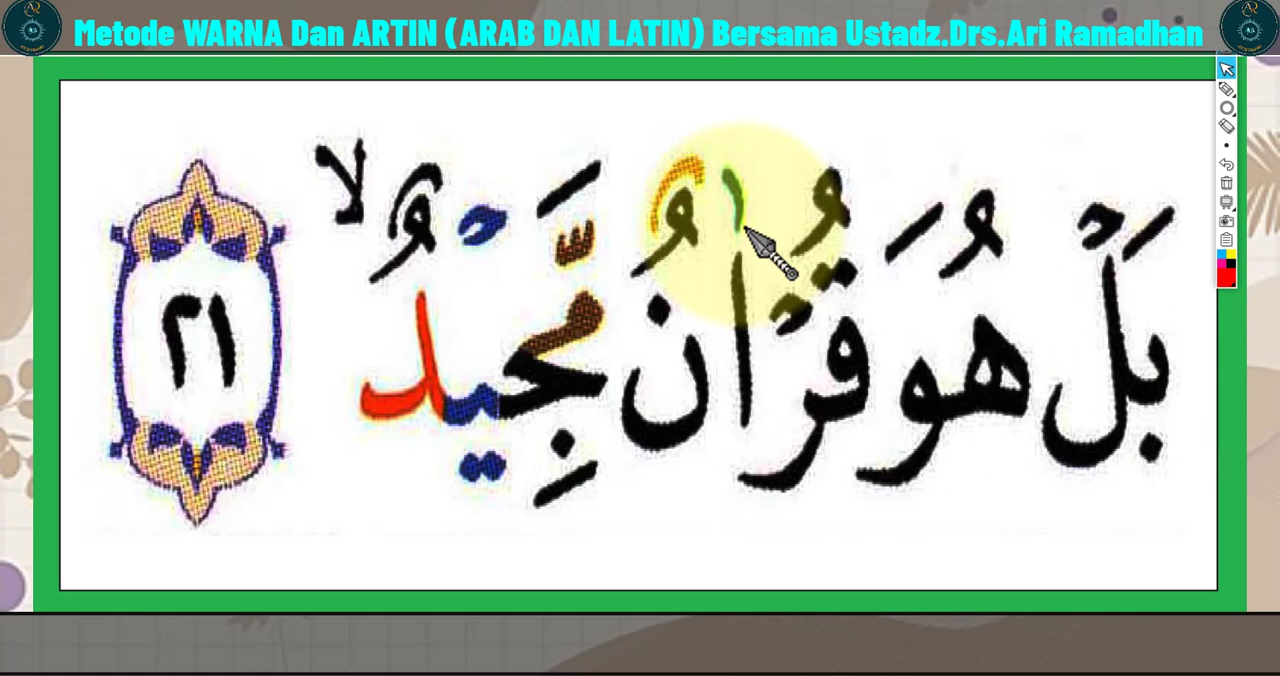 Metode WARNA Dan ARTIN (ARAB DAN LATIN) Bersama Ustadz.Drs.Ari Ramadhan
بَلْ هُوَ قُرْاٰنٌ مَّجِيْدٌ ۙ ٢١